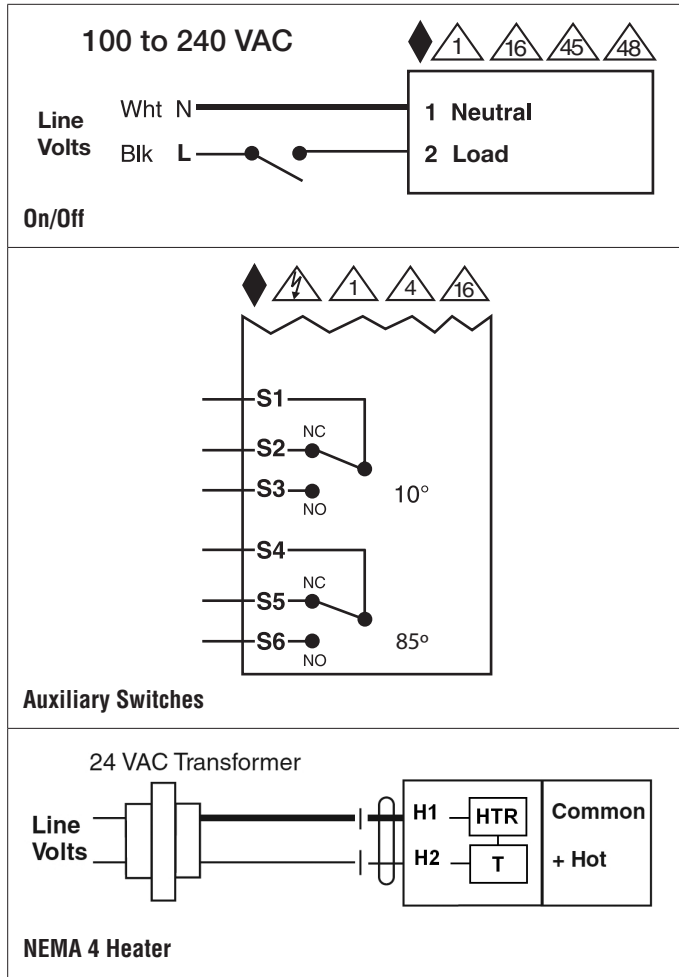 100 to 240 VAC
1 16 45 48
Line Volts
Wht N
Blk L
1 Neutral
2 Load
On/Off
1 4 16
S1
NC
S2
S3
10°
NO
S4
NC
S5
S6
85º
NO
Auxiliary Switches
24 VAC Transformer
Line Volts
H1 HTR Common
H2 T + Hot
NEMA 4 Heater